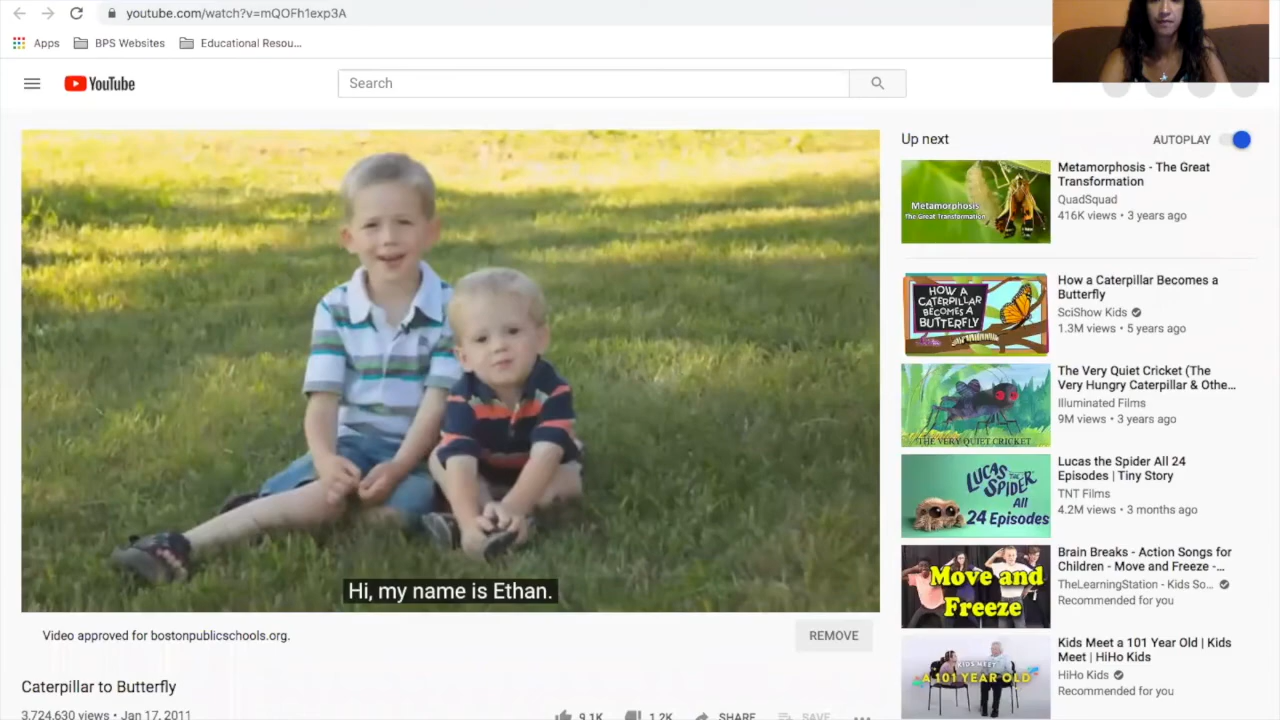 youtube.com/watch?v=mQOFh1exp3A
Apps
BPS Websites
Educational Resou...
YouTube
Search
Hi, my name is Ethan.
Video approved for bostonpublicschools.org.
REMOVE
Caterpillar to Butterfly
3,724,630 views • Jan 17, 2011
9.1K
1.2K
SHARE
SAVE
Up next
AUTOPLAY
Metamorphosis
The Great Transformation
Metamorphosis - The Great
Transformation
QuadSquad
416K views • 3 years ago
HOW A
CATERPILLAR
BECOMES A
BUTTERFLY
How a Caterpillar Becomes a
Butterfly
SciShow Kids
1.3M views • 5 years ago
THE VERY QUIET CRICKET
The Very Quiet Cricket (The
Very Hungry Caterpillar & Othe...
Illuminated Films
9M views • 3 years ago
LUCAS
THE
SPIDER
All
24 Episodes
Lucas the Spider All 24
Episodes | Tiny Story
TNT Films
4.2M views • 3 months ago
Move and
Freeze
Brain Breaks - Action Songs for
Children - Move and Freeze -...
TheLearningStation - Kids So...
Recommended for you
KIDS MEET
A 101 YEAR OLD
Kids Meet a 101 Year Old | Kids
Meet | HiHo Kids
HiHo Kids
Recommended for you